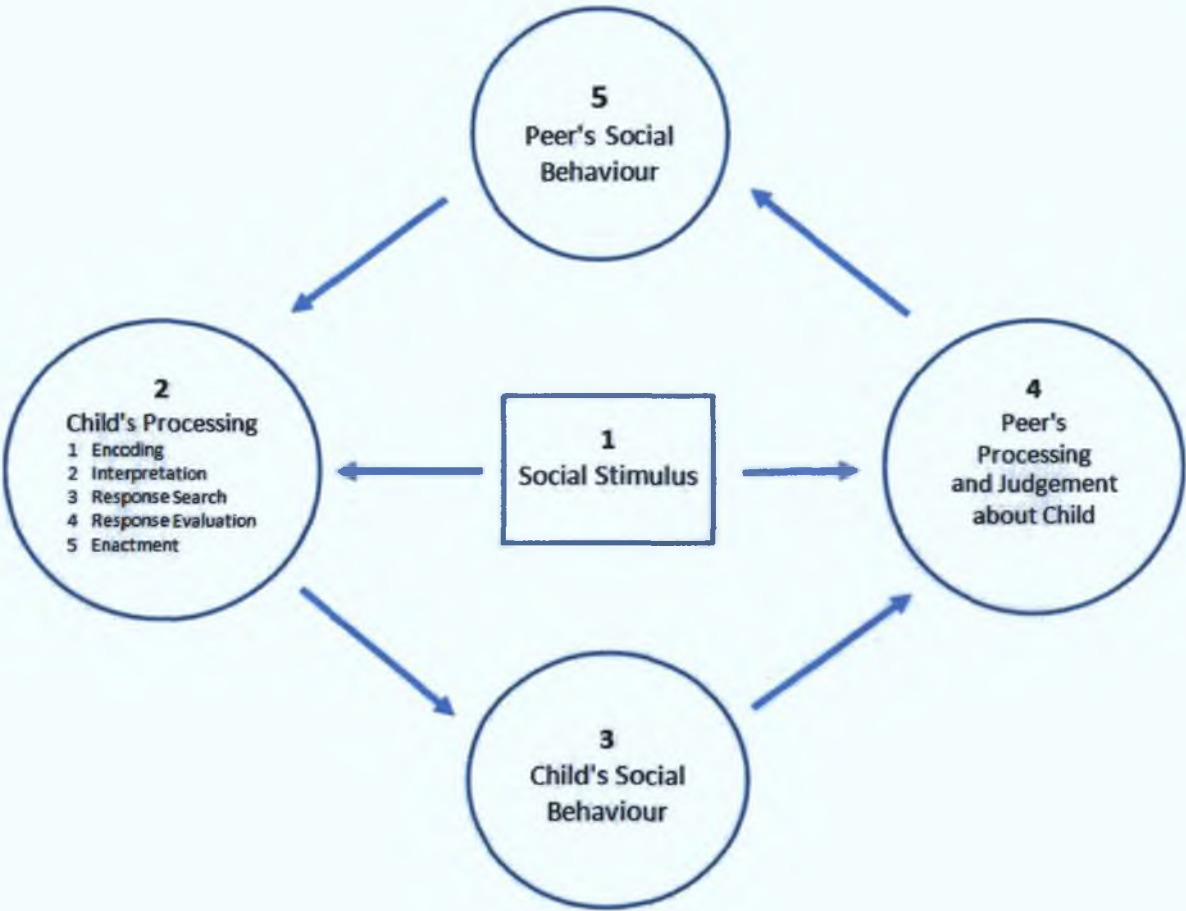 5
Peer's Social
Behaviour
2
Child's Processing
1 Encoding
2 Interpretation
3 Response Search
4 Response Evaluation
5 Enactment
1
Social Stimulus
4
Peer's
Processing
and Judgement
about Child
3
Child's Social
Behaviour